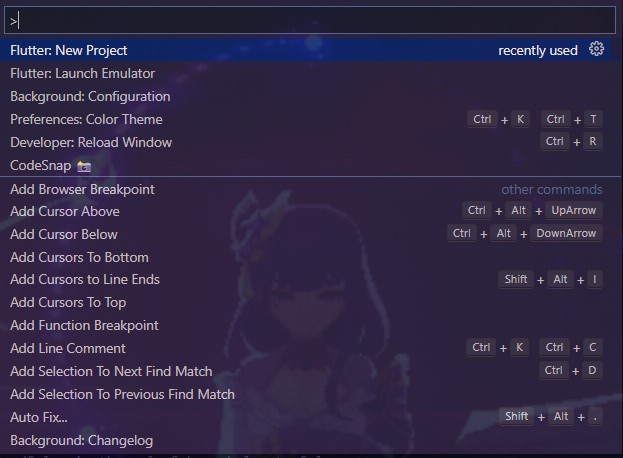 >
Flutter: New Project recently used
Flutter: Launch Emulator
Background: Configuration
Preferences: Color Theme Ctrl + K Ctrl + T
Developer: Reload Window Ctrl + R
CodeSnap 📸
Add Browser Breakpoint other commands
Add Cursor Above Ctrl + Alt + UpArrow
Add Cursor Below Ctrl + Alt + DownArrow
Add Cursors To Bottom
Add Cursors to Line Ends Shift + Alt + I
Add Cursors To Top
Add Function Breakpoint
Add Line Comment Ctrl + K Ctrl + C
Add Selection To Next Find Match Ctrl + D
Add Selection To Previous Find Match
Auto Fix... Shift + Alt + .
Background: Changelog